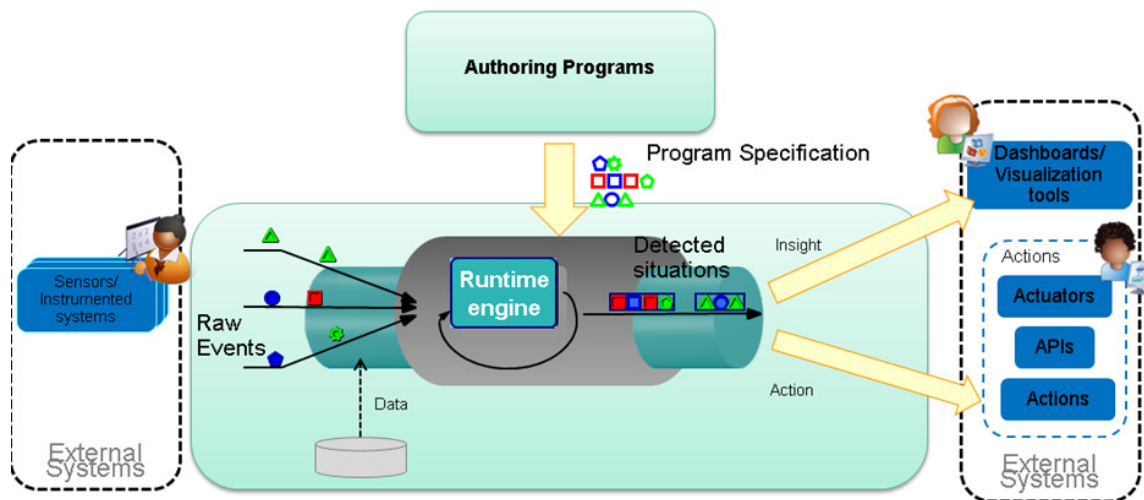 Authoring Programs
Program Specification
Dashboards/
Visualization
tools
Sensors/
Instrumented
systems
Raw
Events
Runtime
engine
Detected
situations
Insight
Actions
Actuators
APIs
Actions
Data
Action
External
Systems
External
Systems